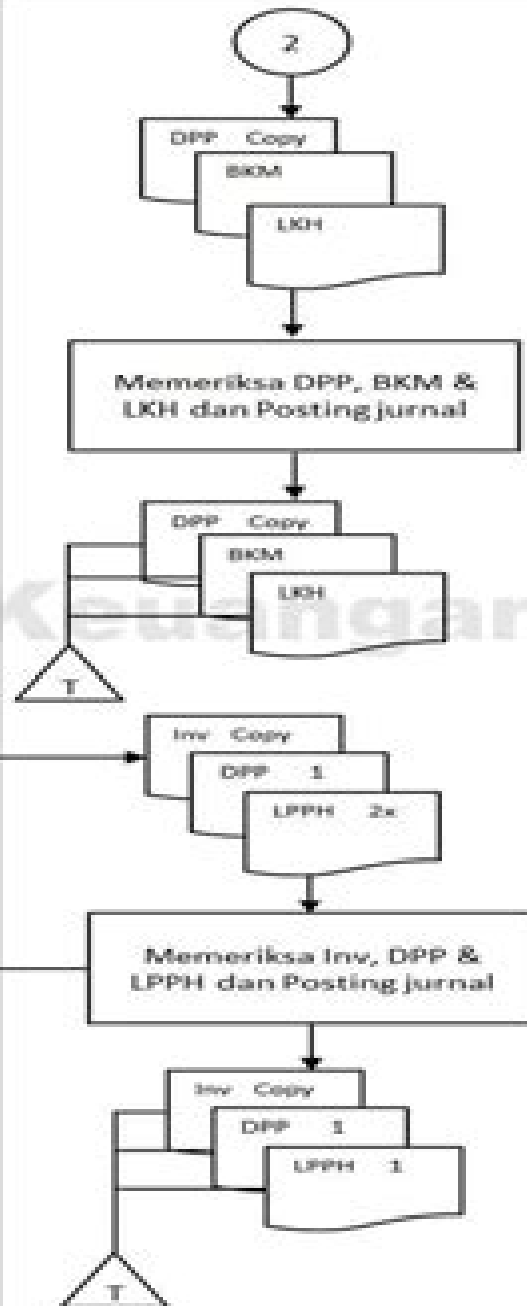 2
DPP Copy
BKM
LKH
Memeriksa DPP, BKM &
LKH dan Posting jurnal
DPP Copy
BKM
LKH
Keuangan
T
Inv Copy
DPP 1
LPPH 2x
Memeriksa Inv, DPP &
LPPH dan Posting jurnal
Inv Copy
DPP 1
LPPH 1
T